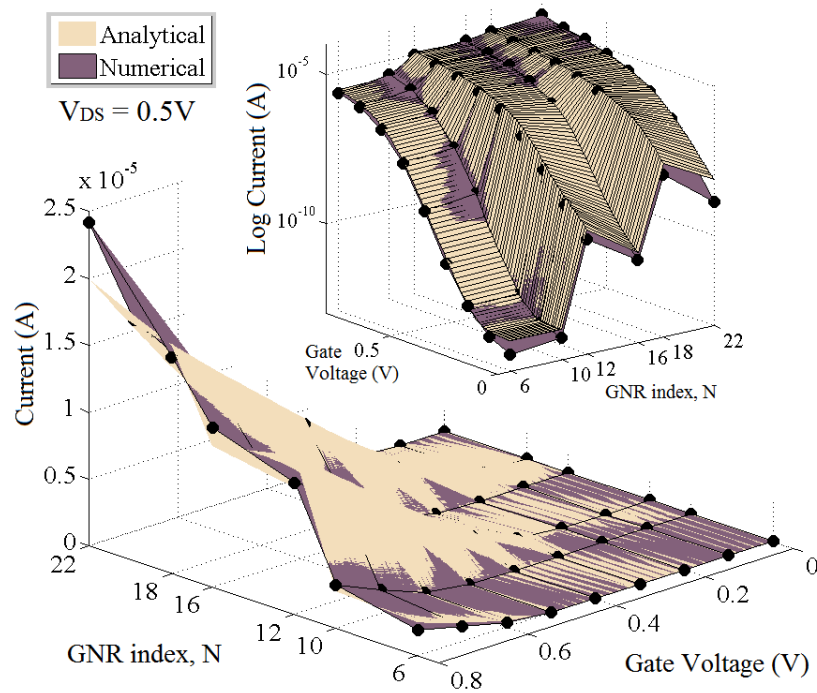 Analytical
Numerical
VDS = 0.5V
x 10-5
2.5
2
1.5
1
0.5
0
Current (A)
22
18
16
12
10
6
GNR index, N
0.8
0.6
0.4
0.2
0
Gate Voltage (V)
10-5
10-10
Log Current (A)
Gate 0.5
Voltage (V)
0
6
10
12
16
18
22
GNR index, N